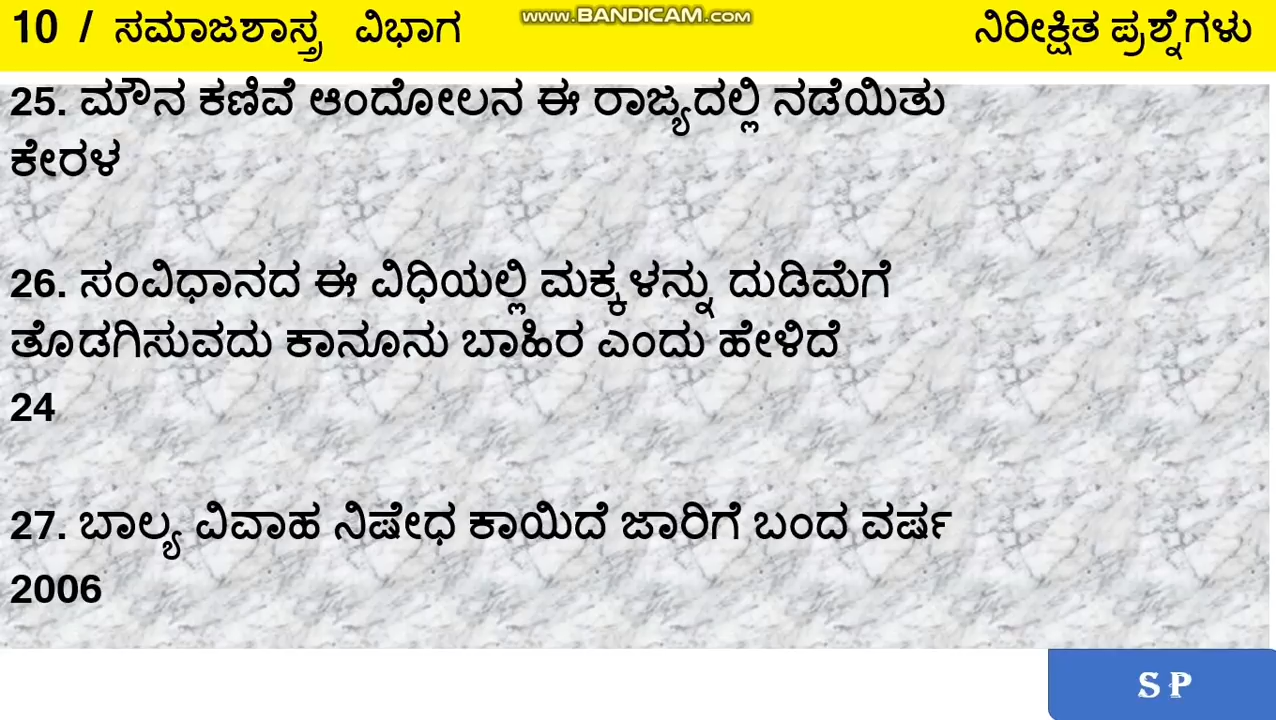 www.BANDICAM.com
10 / ಸಮಾಜಶಾಸ್ತ್ರ ವಿಭಾಗ ನಿರೀಕ್ಷಿತ ಪ್ರಶ್ನೆಗಳು
25. ಮೌನ ಕಣಿವೆ ಆಂದೋಲನ ಈ ರಾಜ್ಯದಲ್ಲಿ ನಡೆಯಿತು
ಕೇರಳ
26. ಸಂವಿಧಾನದ ಈ ವಿಧಿಯಲ್ಲಿ ಮಕ್ಕಳನ್ನು ದುಡಿಮೆಗೆ
ತೊಡಗಿಸುವದು ಕಾನೂನು ಬಾಹಿರ ಎಂದು ಹೇಳಿದೆ
24
27. ಬಾಲ್ಯ ವಿವಾಹ ನಿಷೇಧ ಕಾಯಿದೆ ಜಾರಿಗೆ ಬಂದ ವರ್ಷ
2006
S P